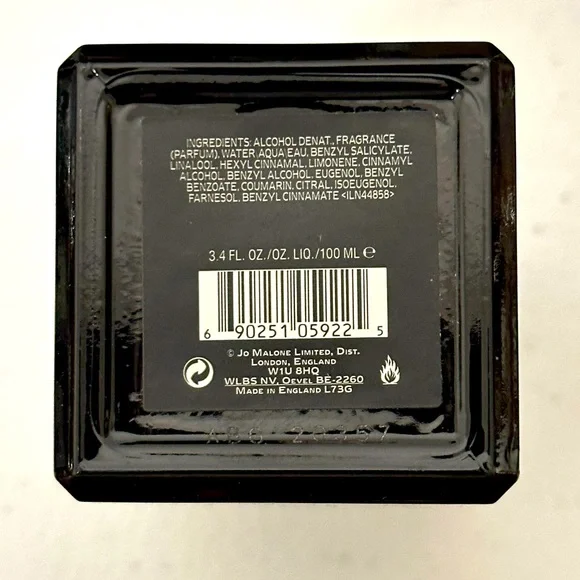 INGREDIENTS: ALCOHOL DENAT., FRAGRANCE
(PARFUM), WATER\AQUA\EAU, BENZYL SALICYLATE,
LINALOOL, HEXYL CINNAMAL, LIMONENE, CINNAMYL
ALCOHOL, BENZYL ALCOHOL, EUGENOL, BENZYL
BENZOATE, COUMARIN, CITRAL, ISOEUGENOL,
FARNESOL, BENZYL CINNAMATE <ILN44858>
3.4 FL. OZ./OZ. LIQ./100 ML ℮
6 90251 05922 5
© JO MALONE LIMITED, DIST.
LONDON, ENGLAND
W1U 8HQ
WLBS NV, OEVEL BE-2260
MADE IN ENGLAND L73G